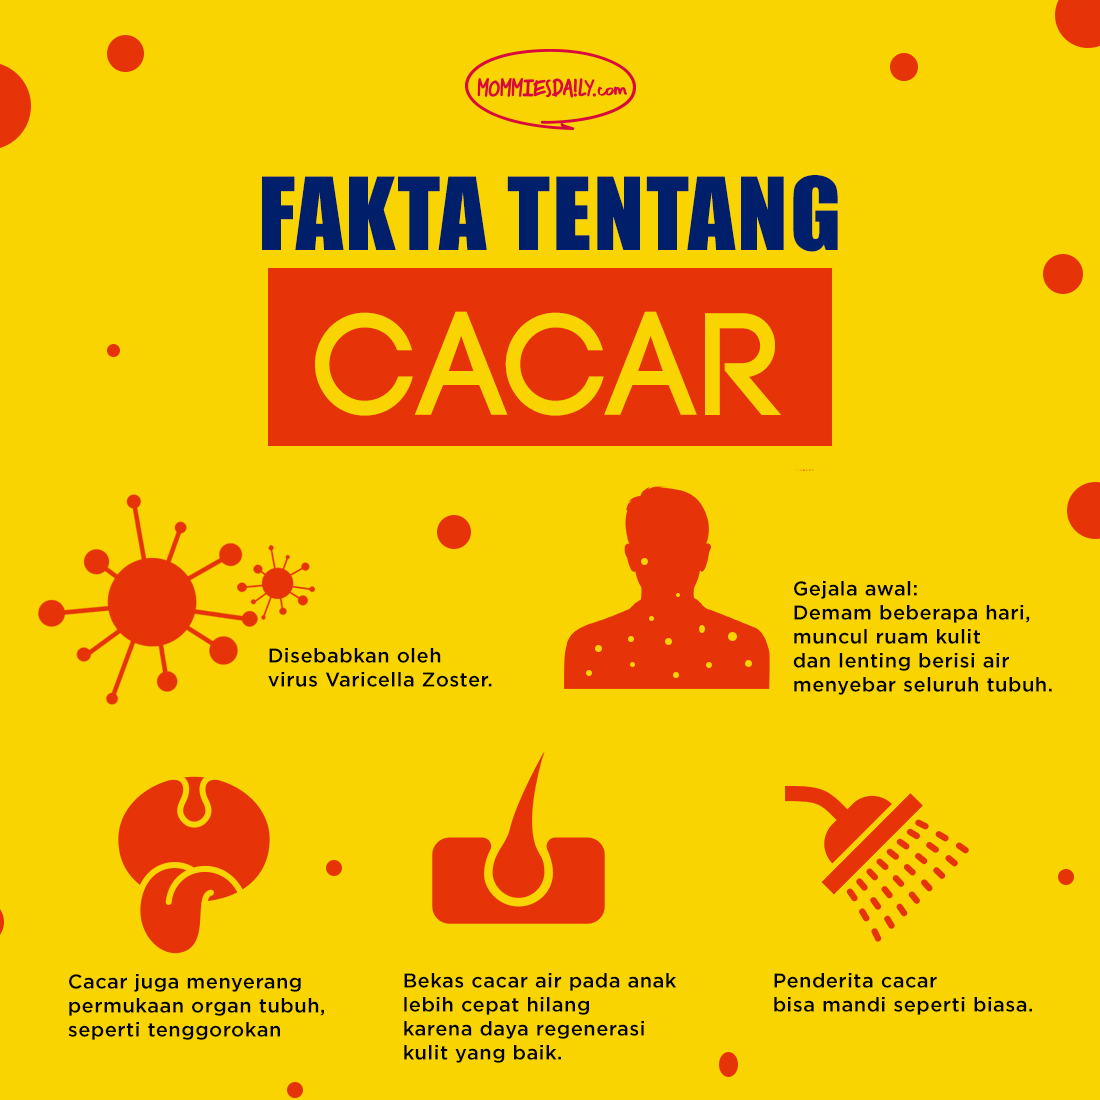 MOMMIESDAILY.com
FAKTA TENTANG
CACAR
Disebabkan oleh
virus Varicella Zoster.
Gejala awal:
Demam beberapa hari,
muncul ruam kulit
dan lenting berisi air
menyebar seluruh tubuh.
Cacar juga menyerang
permukaan organ tubuh,
seperti tenggorokan
Bekas cacar air pada anak
lebih cepat hilang
karena daya regenerasi
kulit yang baik.
Penderita cacar
bisa mandi seperti biasa.